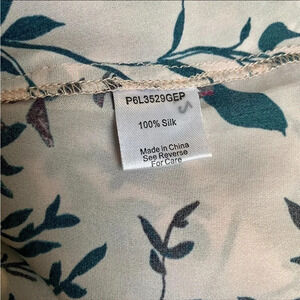 P6L3529GEP
S
100% Silk
Made in China
See Reverse
For Care